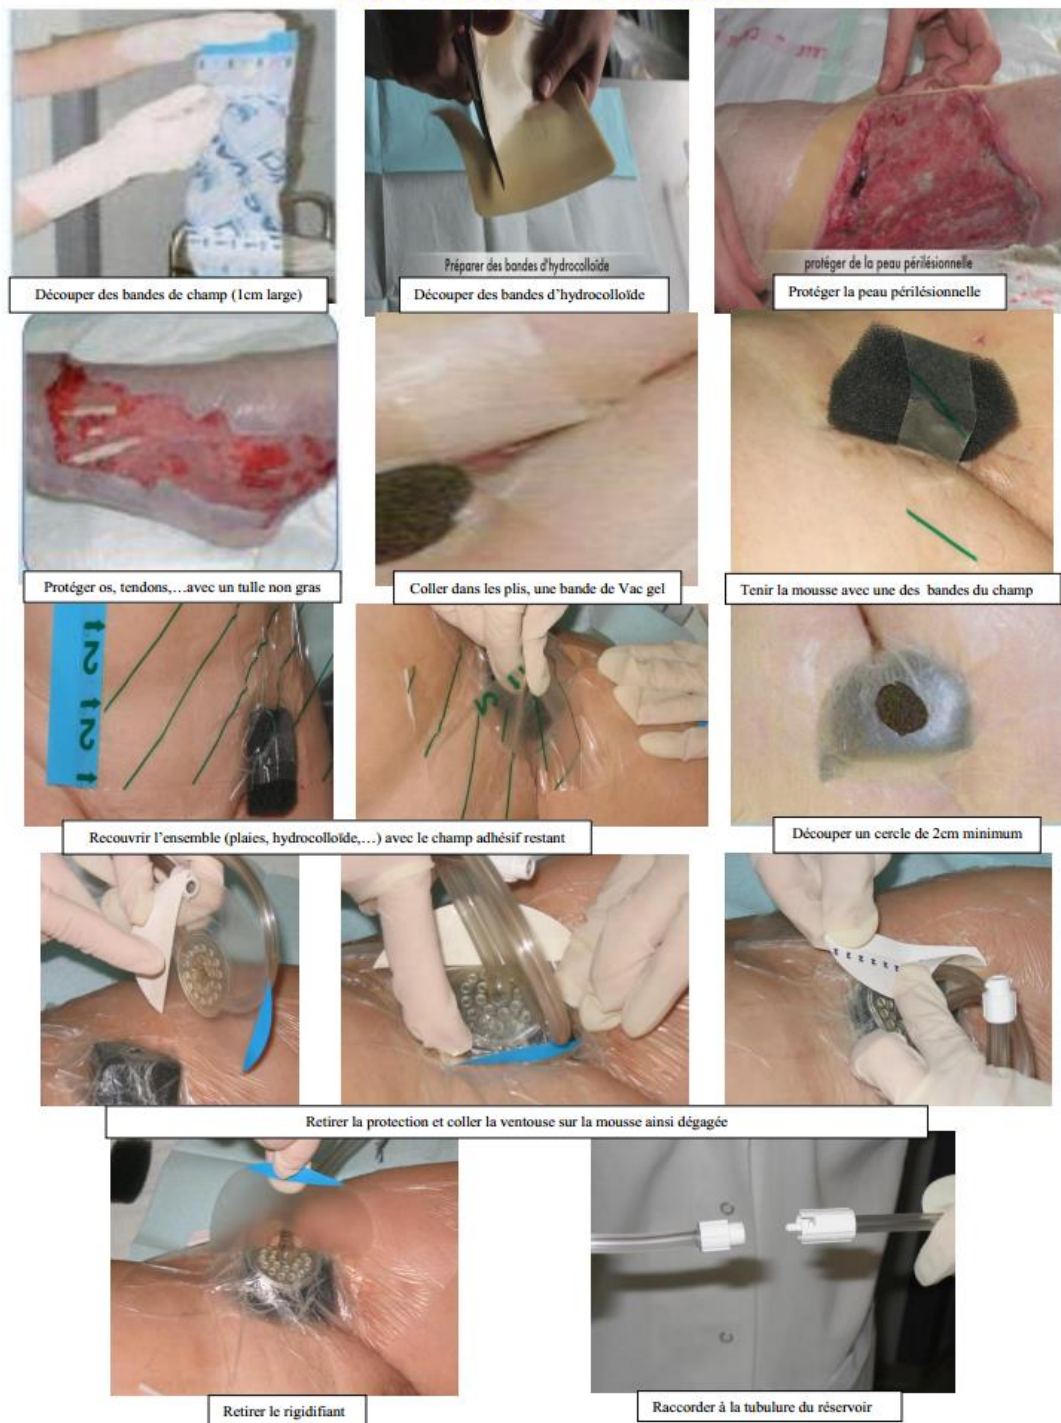 Préparer des bandes d'hydrocolloïde
protéger de la peau périlésionnelle
Découper des bandes de champ (1cm large)
Découper des bandes d'hydrocolloïde
Protéger la peau périlésionnelle
Protéger os, tendons,…avec un tulle non gras
Coller dans les plis, une bande de Vac gel
Tenir la mousse avec une des bandes du champ
Recouvrir l'ensemble (plaies, hydrocolloïde,…) avec le champ adhésif restant
Découper un cercle de 2cm minimum
Retirer la protection et coller la ventouse sur la mousse ainsi dégagée
Retirer le rigidifiant
Raccorder à la tubulure du réservoir